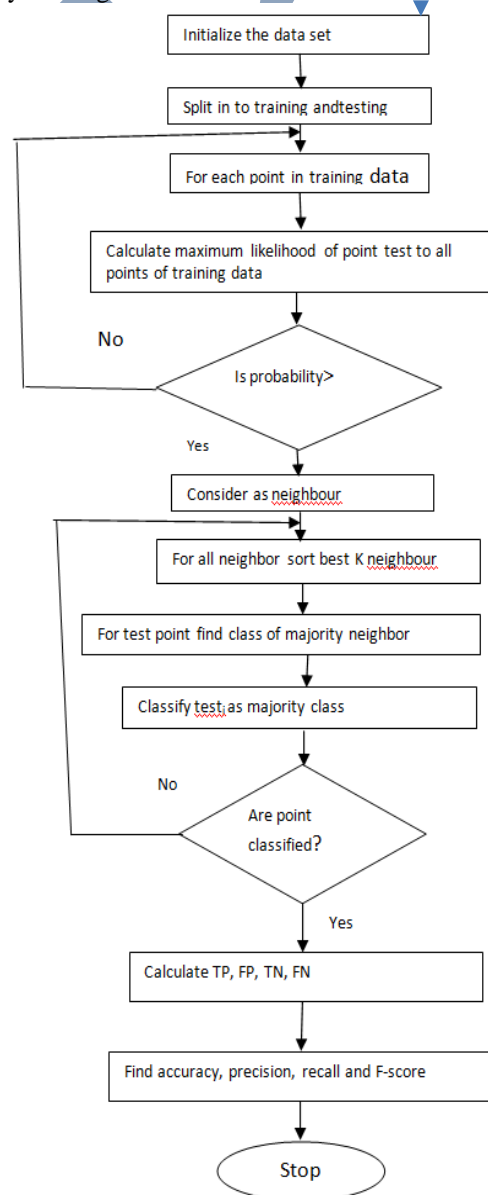 Initialize the data set
Split in to training andtesting
For each point in training data
Calculate maximum likelihood of point test to all
points of training data
No
Is probability>
Yes
Consider as neighbour
For all neighbor sort best K neighbour
For test point find class of majority neighbor
Classify testi as majority class
No
Are point
classified?
Yes
Calculate TP, FP, TN, FN
Find accuracy, precision, recall and F-score
Stop